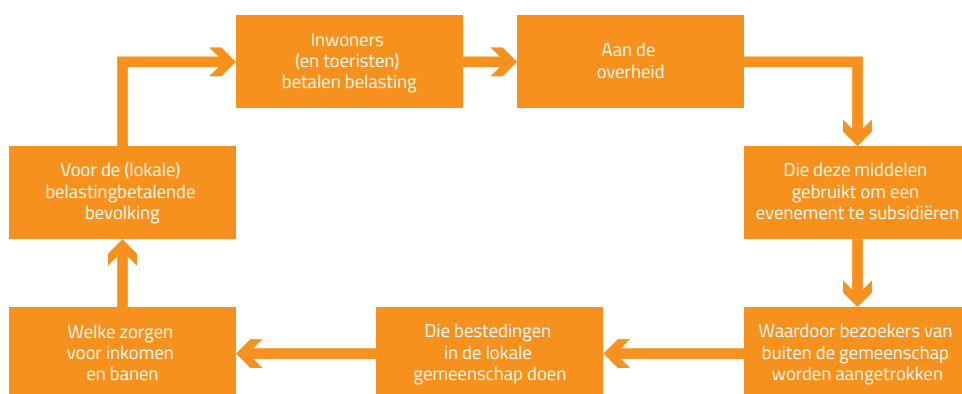 Inwoners
(en toeristen)
betalen belasting
Aan de
overheid
Die deze middelen
gebruikt om een
evenement te subsidiëren
Waardoor bezoekers van
buiten de gemeenschap
worden aangetrokken
Die bestedingen
in de lokale
gemeenschap doen
Welke zorgen
voor inkomen
en banen
Voor de (lokale)
belastingbetalende
bevolking